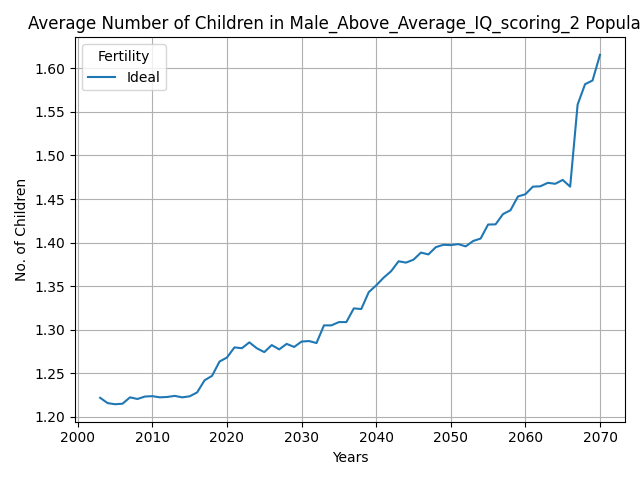 Average Number of Children in Male_Above_Average_IQ_scoring_2 Popula
Fertility
Ideal
1.60
1.55
1.50
1.45
1.40
1.35
1.30
1.25
1.20
No. of Children
2000 2010 2020 2030 2040 2050 2060 2070
Years